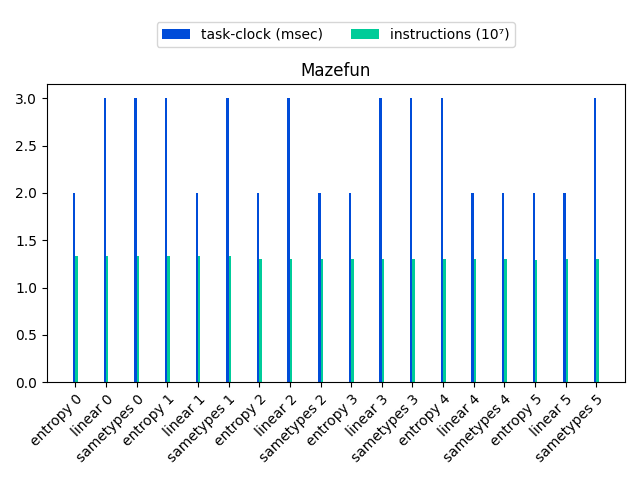 task-clock (msec)
instructions (10⁷)
Mazefun
3.0
2.5
2.0
1.5
1.0
0.5
0.0
entropy 0
linear 0
sametypes 0
entropy 1
linear 1
sametypes 1
entropy 2
linear 2
sametypes 2
entropy 3
linear 3
sametypes 3
entropy 4
linear 4
sametypes 4
entropy 5
linear 5
sametypes 5